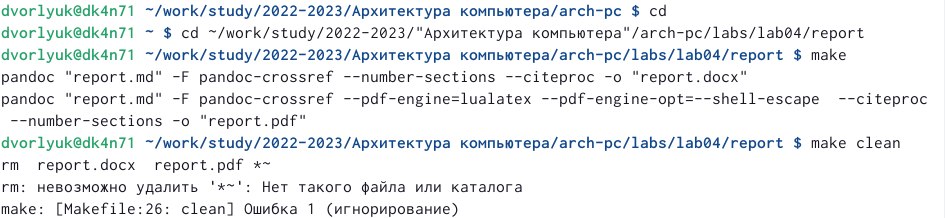 dvorlyuk@dk4n71 ~/work/study/2022-2023/Архитектура компьютера/arch-pc $ cd
dvorlyuk@dk4n71 ~ $ cd ~/work/study/2022-2023/"Архитектура компьютера"/arch-pc/labs/lab04/report
dvorlyuk@dk4n71 ~/work/study/2022-2023/Архитектура компьютера/arch-pc/labs/lab04/report $ make
pandoc "report.md" -F pandoc-crossref --number-sections --citeproc -o "report.docx"
pandoc "report.md" -F pandoc-crossref --pdf-engine=lualatex --pdf-engine-opt=--shell-escape  --citeproc
 --number-sections -o "report.pdf"
dvorlyuk@dk4n71 ~/work/study/2022-2023/Архитектура компьютера/arch-pc/labs/lab04/report $ make clean
rm  report.docx  report.pdf *~
rm: невозможно удалить '*~': Нет такого файла или каталога
make: [Makefile:26: clean] Ошибка 1 (игнорирование)